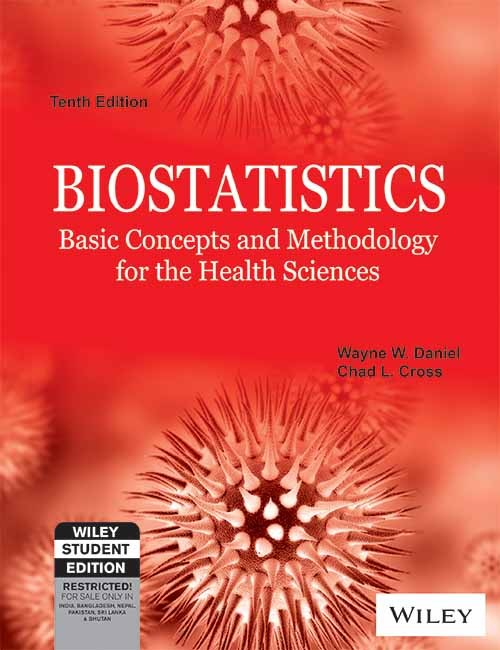 Tenth Edition
BIOSTATISTICS
Basic Concepts and Methodology
for the Health Sciences
Wayne W. Daniel
Chad L. Cross
WILEY
STUDENT
EDITION
RESTRICTED!
FOR SALE ONLY IN
INDIA, BANGLADESH, NEPAL,
PAKISTAN, SRI LANKA
& BHUTAN
WILEY